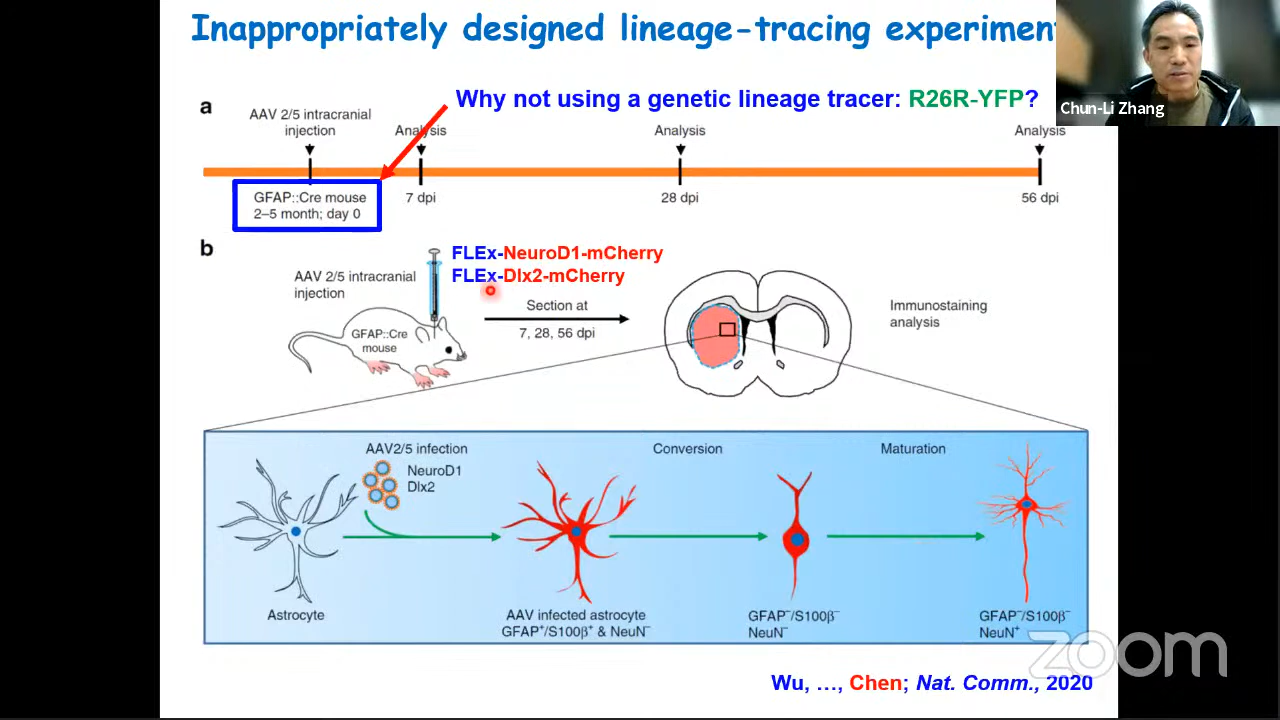 Inappropriately designed lineage-tracing experiment
Chun-Li Zhang
a
AAV 2/5 intracranial
injection
Why not using a genetic lineage tracer: R26R-YFP?
Analysis
Analysis
Analysis
GFAP::Cre mouse
2–5 month; day 0
7 dpi
28 dpi
56 dpi
b
FLEx-NeuroD1-mCherry
FLEx-Dlx2-mCherry
AAV 2/5 intracranial
injection
GFAP::Cre
mouse
Section at
7, 28, 56 dpi
Immunostaining
analysis
AAV2/5 infection
Conversion
Maturation
NeuroD1
Dlx2
Astrocyte
AAV infected astrocyte
GFAP⁺/S100β⁺ & NeuN⁻
GFAP⁻/S100β⁻
NeuN⁻
GFAP⁻/S100β⁻
NeuN⁺
zoom
Wu, …, Chen; Nat. Comm., 2020